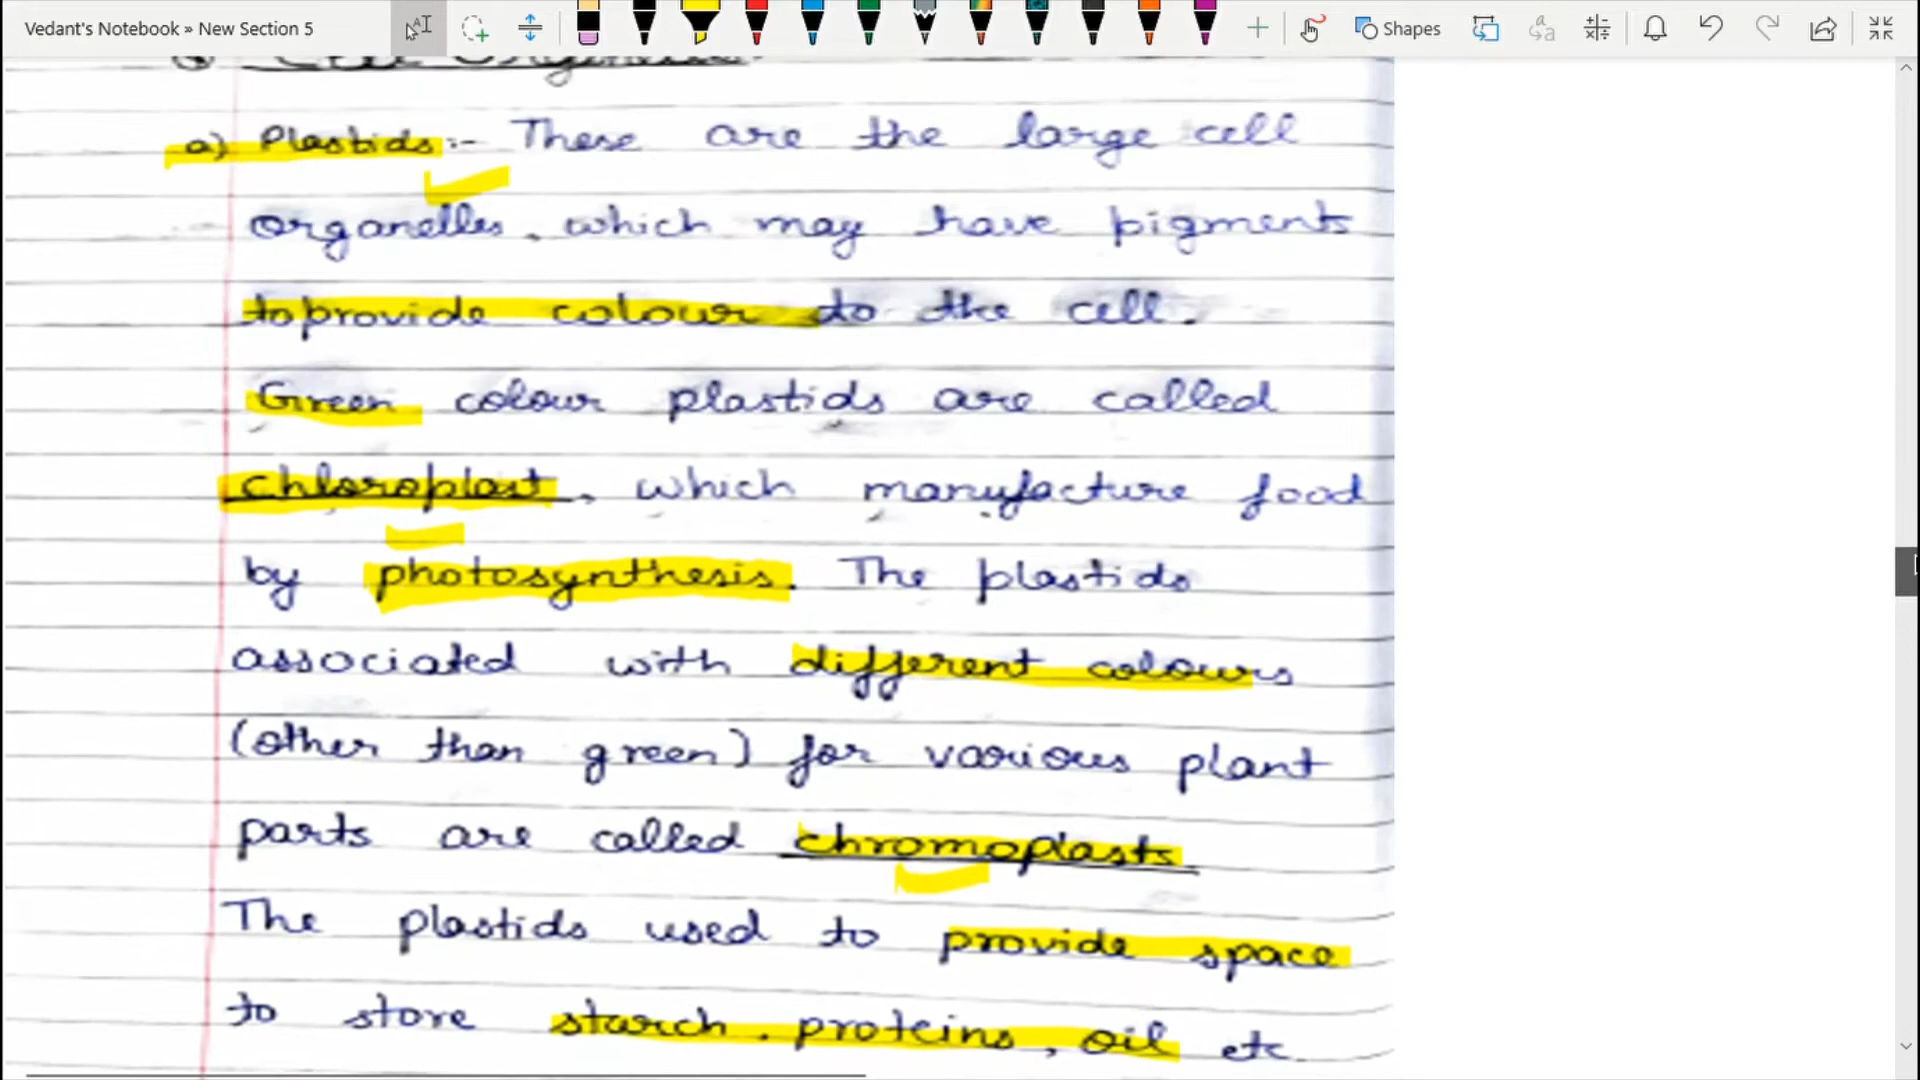 Vedant's Notebook » New Section 5
Shapes
a) Plastids :- These are the large cell
organelles, which may have pigments
to provide colour to the cell.
Green colour plastids are called
chloroplast, which manufacture food
by photosynthesis. The plastids
associated with different colours
(other than green) for various plant
parts are called chromoplasts.
The plastids used to provide space
to store starch, proteins, oil etc